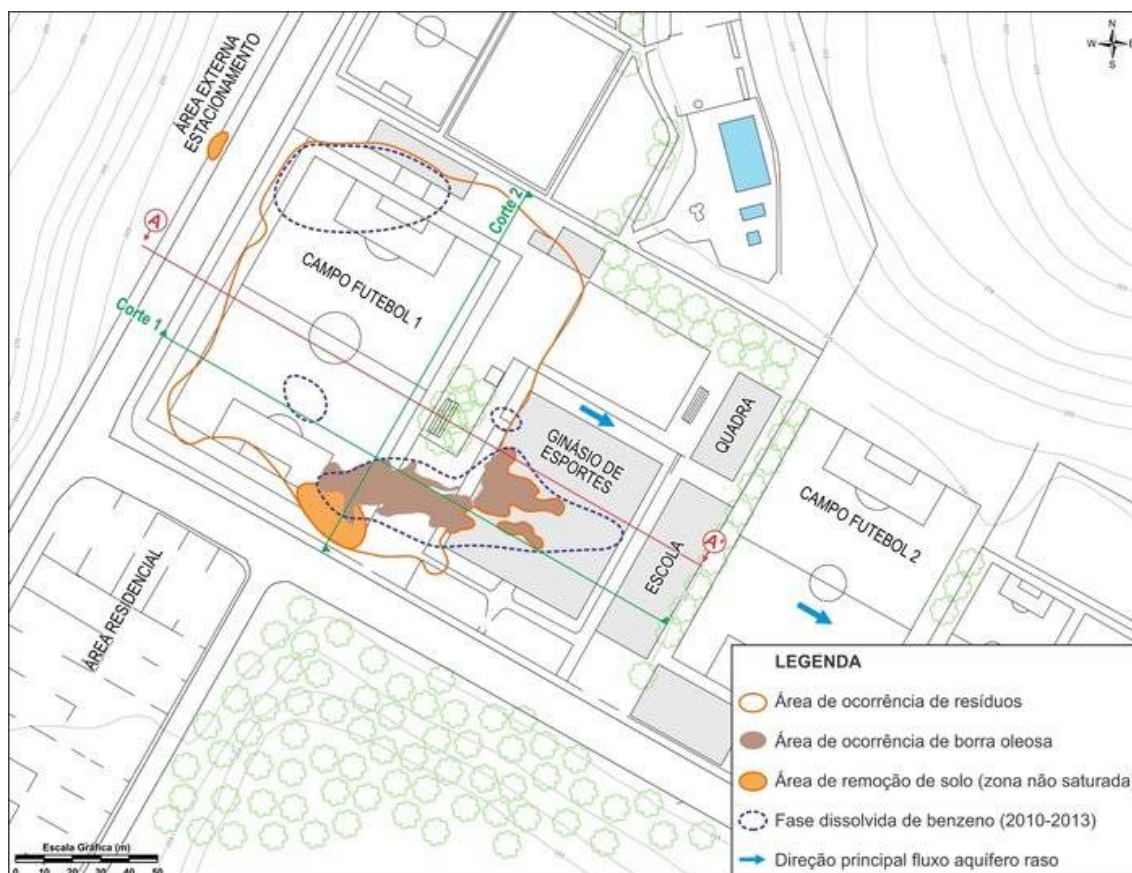 N
W
E
S
ÁREA EXTERNA
ESTACIONAMENTO
A
Corte 2
CAMPO FUTEBOL 1
Corte 1
GINÁSIO DE
ESPORTES
QUADRA
CAMPO FUTEBOL 2
A'
ESCOLA
ÁREA RESIDENCIAL
LEGENDA
Área de ocorrência de resíduos
Área de ocorrência de borra oleosa
Área de remoção de solo (zona não saturada)
Fase dissolvida de benzeno (2010-2013)
Direção principal fluxo aquífero raso
Escala Gráfica (m)
0 10 20 30 40 50